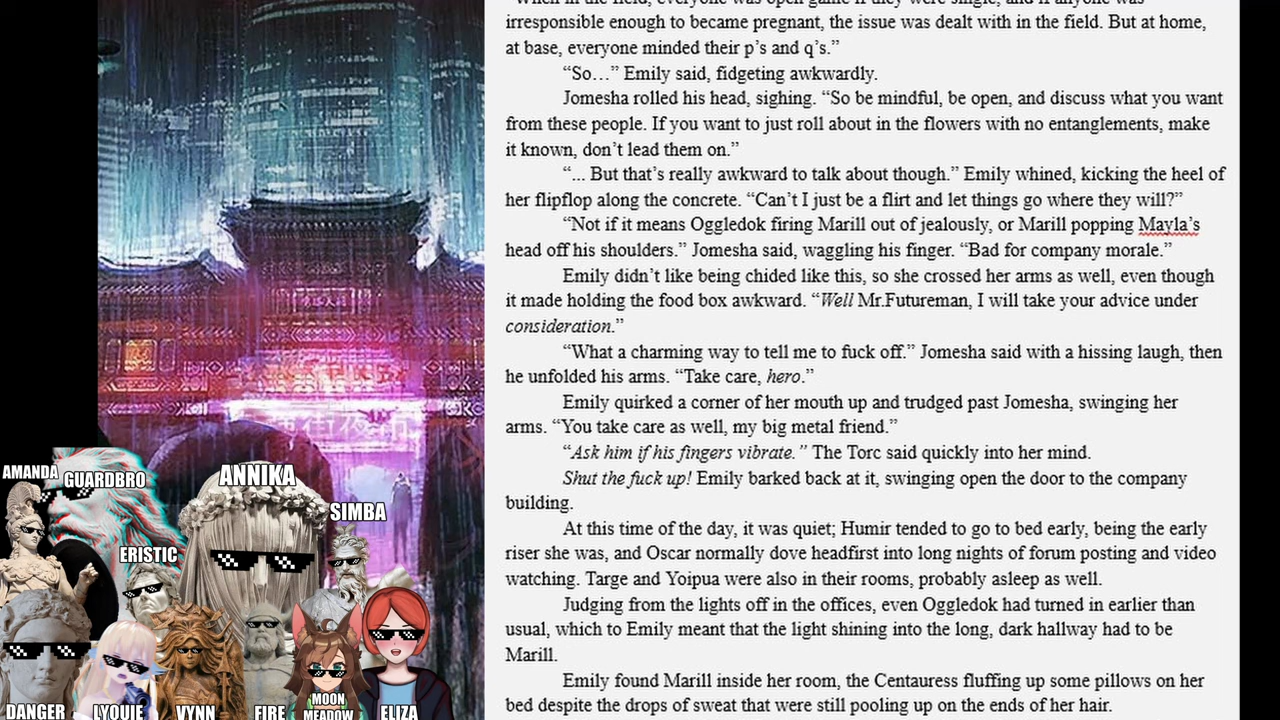 “When in the field, everyone was open game if they were single, and if anyone was
irresponsible enough to became pregnant, the issue was dealt with in the field. But at home,
at base, everyone minded their p’s and q’s.”
“So…” Emily said, fidgeting awkwardly.
Jomesha rolled his head, sighing. “So be mindful, be open, and discuss what you want
from these people. If you want to just roll about in the flowers with no entanglements, make
it known, don’t lead them on.”
“... But that’s really awkward to talk about though.” Emily whined, kicking the heel of
her flipflop along the concrete. “Can’t I just be a flirt and let things go where they will?”
“Not if it means Oggledok firing Marill out of jealously, or Marill popping Mayla’s
head off his shoulders.” Jomesha said, waggling his finger. “Bad for company morale.”
Emily didn’t like being chided like this, so she crossed her arms as well, even though
it made holding the food box awkward. “Well Mr.Futureman, I will take your advice under
consideration.”
“What a charming way to tell me to fuck off.” Jomesha said with a hissing laugh, then
he unfolded his arms. “Take care, hero.”
Emily quirked a corner of her mouth up and trudged past Jomesha, swinging her
arms. “You take care as well, my big metal friend.”
“Ask him if his fingers vibrate.” The Torc said quickly into her mind.
Shut the fuck up! Emily barked back at it, swinging open the door to the company
building.
At this time of the day, it was quiet; Humir tended to go to bed early, being the early
riser she was, and Oscar normally dove headfirst into long nights of forum posting and video
watching. Targe and Yoipua were also in their rooms, probably asleep as well.
Judging from the lights off in the offices, even Oggledok had turned in earlier than
usual, which to Emily meant that the light shining into the long, dark hallway had to be
Marill.
Emily found Marill inside her room, the Centauress fluffing up some pillows on her
bed despite the drops of sweat that were still pooling up on the ends of her hair.
AMANDA
GUARDBRO
ANNIKA
SIMBA
ERISTIC
DANGER
LYQUIE
VYNN
FIRE
MOON
MEADOW
ELIZA